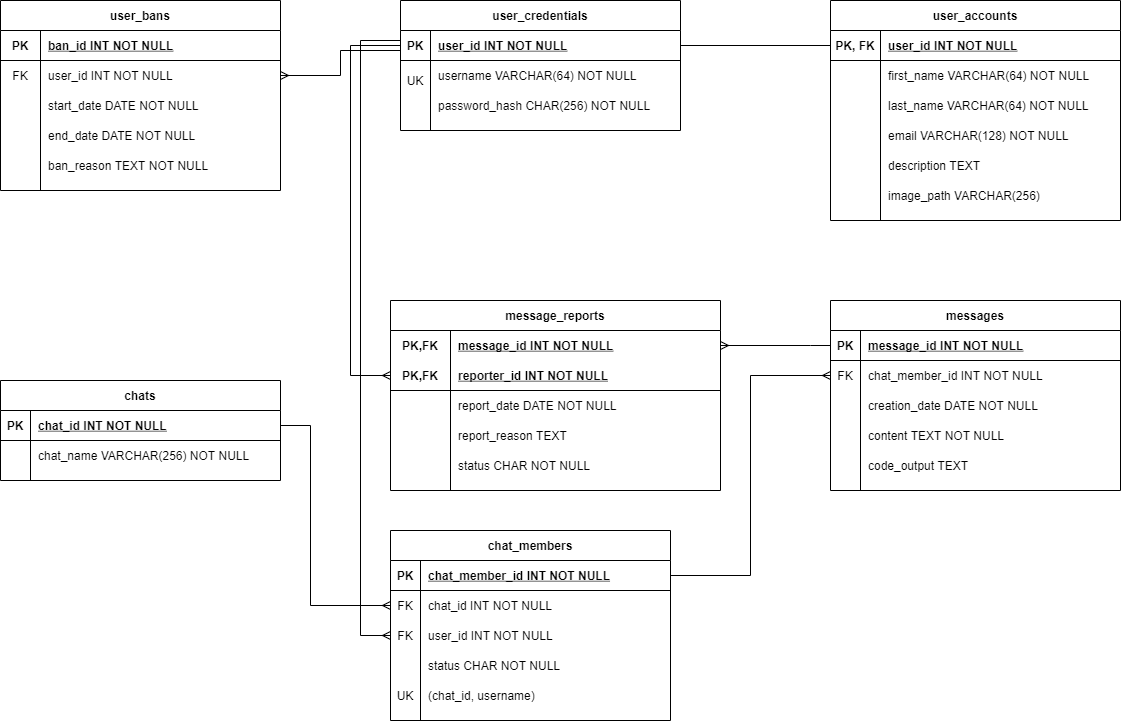 user_bans
PK ban_id INT NOT NULL
FK user_id INT NOT NULL
start_date DATE NOT NULL
end_date DATE NOT NULL
ban_reason TEXT NOT NULL
user_credentials
PK user_id INT NOT NULL
UK username VARCHAR(64) NOT NULL
password_hash CHAR(256) NOT NULL
user_accounts
PK, FK user_id INT NOT NULL
first_name VARCHAR(64) NOT NULL
last_name VARCHAR(64) NOT NULL
email VARCHAR(128) NOT NULL
description TEXT
image_path VARCHAR(256)
message_reports
PK,FK message_id INT NOT NULL
PK,FK reporter_id INT NOT NULL
report_date DATE NOT NULL
report_reason TEXT
status CHAR NOT NULL
messages
PK message_id INT NOT NULL
FK chat_member_id INT NOT NULL
creation_date DATE NOT NULL
content TEXT NOT NULL
code_output TEXT
chats
PK chat_id INT NOT NULL
chat_name VARCHAR(256) NOT NULL
chat_members
PK chat_member_id INT NOT NULL
FK chat_id INT NOT NULL
FK user_id INT NOT NULL
status CHAR NOT NULL
UK (chat_id, username)